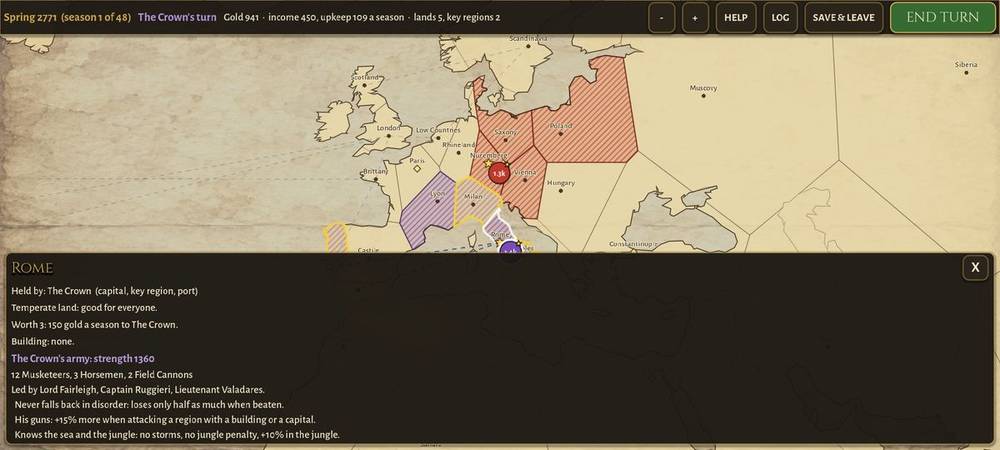 Spring 2771 (season 1 of 48) The Crown's turn Gold 941 · income 450, upkeep 109 a season · lands 5, key regions 2
- + HELP LOG SAVE & LEAVE END TURN
Scandinavia
Siberia
Scotland
Muscovy
London
Low Countries
Saxony
Poland
Rhineland
Paris
Nuremberg
1.3k
Brittany
Vienna
Hungary
Lyon
Milan
Rome
Constantinople
Castile
ROME
X
Held by: The Crown (capital, key region, port)
Temperate land: good for everyone.
Worth 3: 150 gold a season to The Crown.
Building: none.
The Crown's army: strength 1360
12 Musketeers, 3 Horsemen, 2 Field Cannons
Led by Lord Fairleigh, Captain Ruggieri, Lieutenant Valadares.
Never falls back in disorder: loses only half as much when beaten.
His guns: +15% more when attacking a region with a building or a capital.
Knows the sea and the jungle: no storms, no jungle penalty, +10% in the jungle.